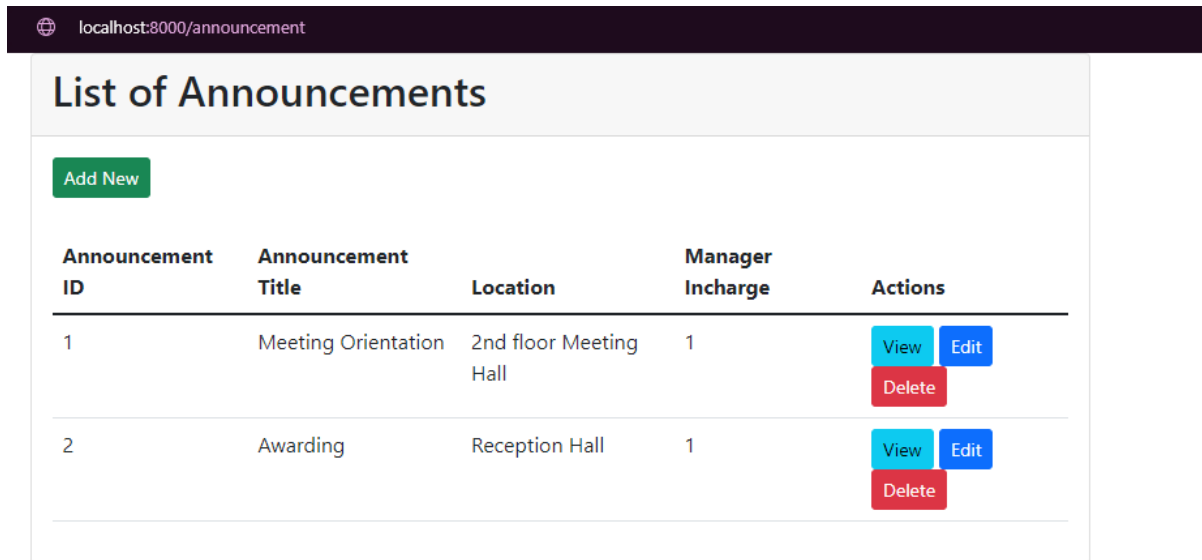 localhost:8000/announcement
List of Announcements
Add New
Announcement ID
Announcement Title
Location
Manager Incharge
Actions
1
Meeting Orientation
2nd floor Meeting
Hall
1
View
Edit
Delete
2
Awarding
Reception Hall
1
View
Edit
Delete